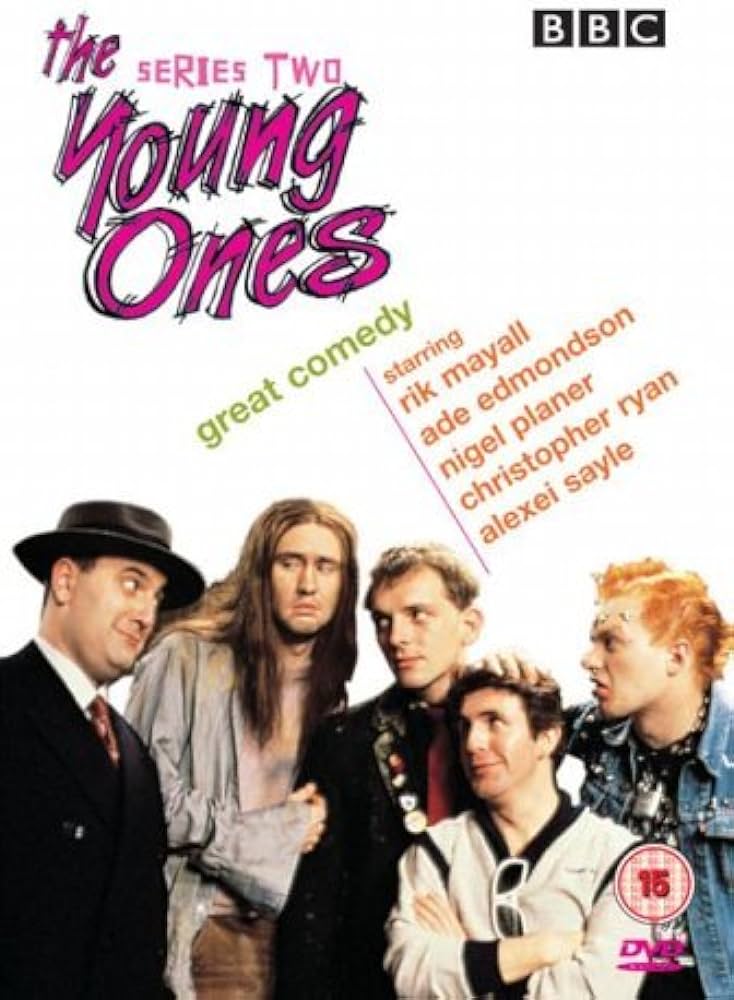 BBC
the
SERIES TWO
Young
Ones
great comedy
starring
rik mayall
ade edmondson
nigel planer
christopher ryan
alexei sayle
15
DVD